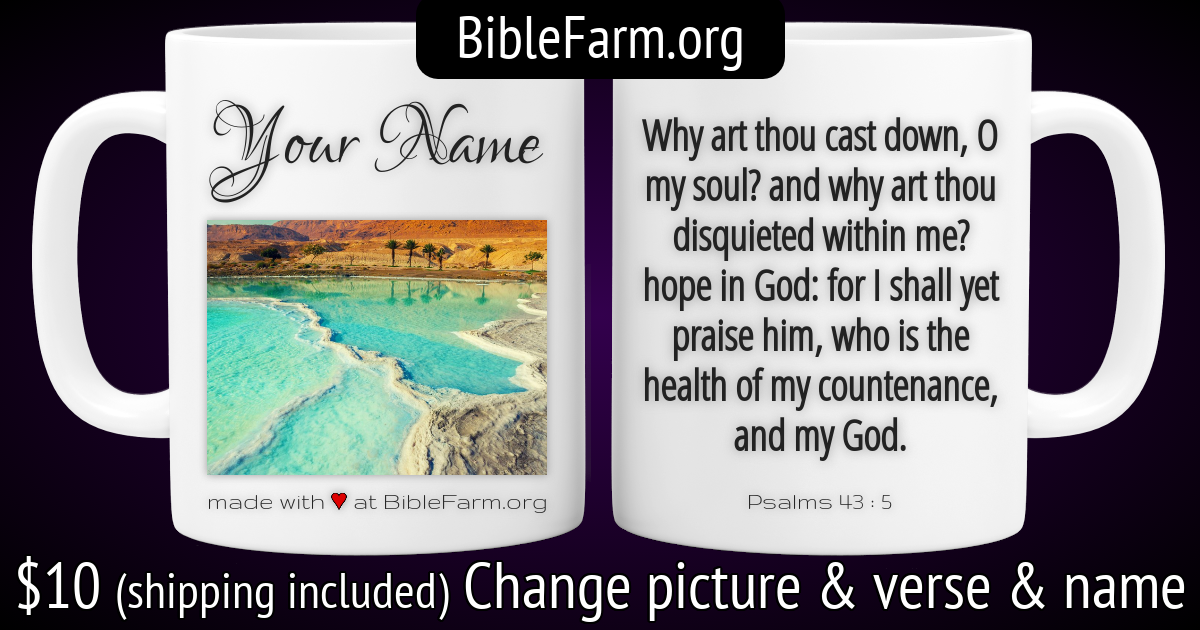 BibleFarm.org
Your Name
made with ❤ at BibleFarm.org
Why art thou cast down, O
my soul? and why art thou
disquieted within me?
hope in God: for I shall yet
praise him, who is the
health of my countenance,
and my God.
Psalms 43 : 5
$10 (shipping included) Change picture & verse & name